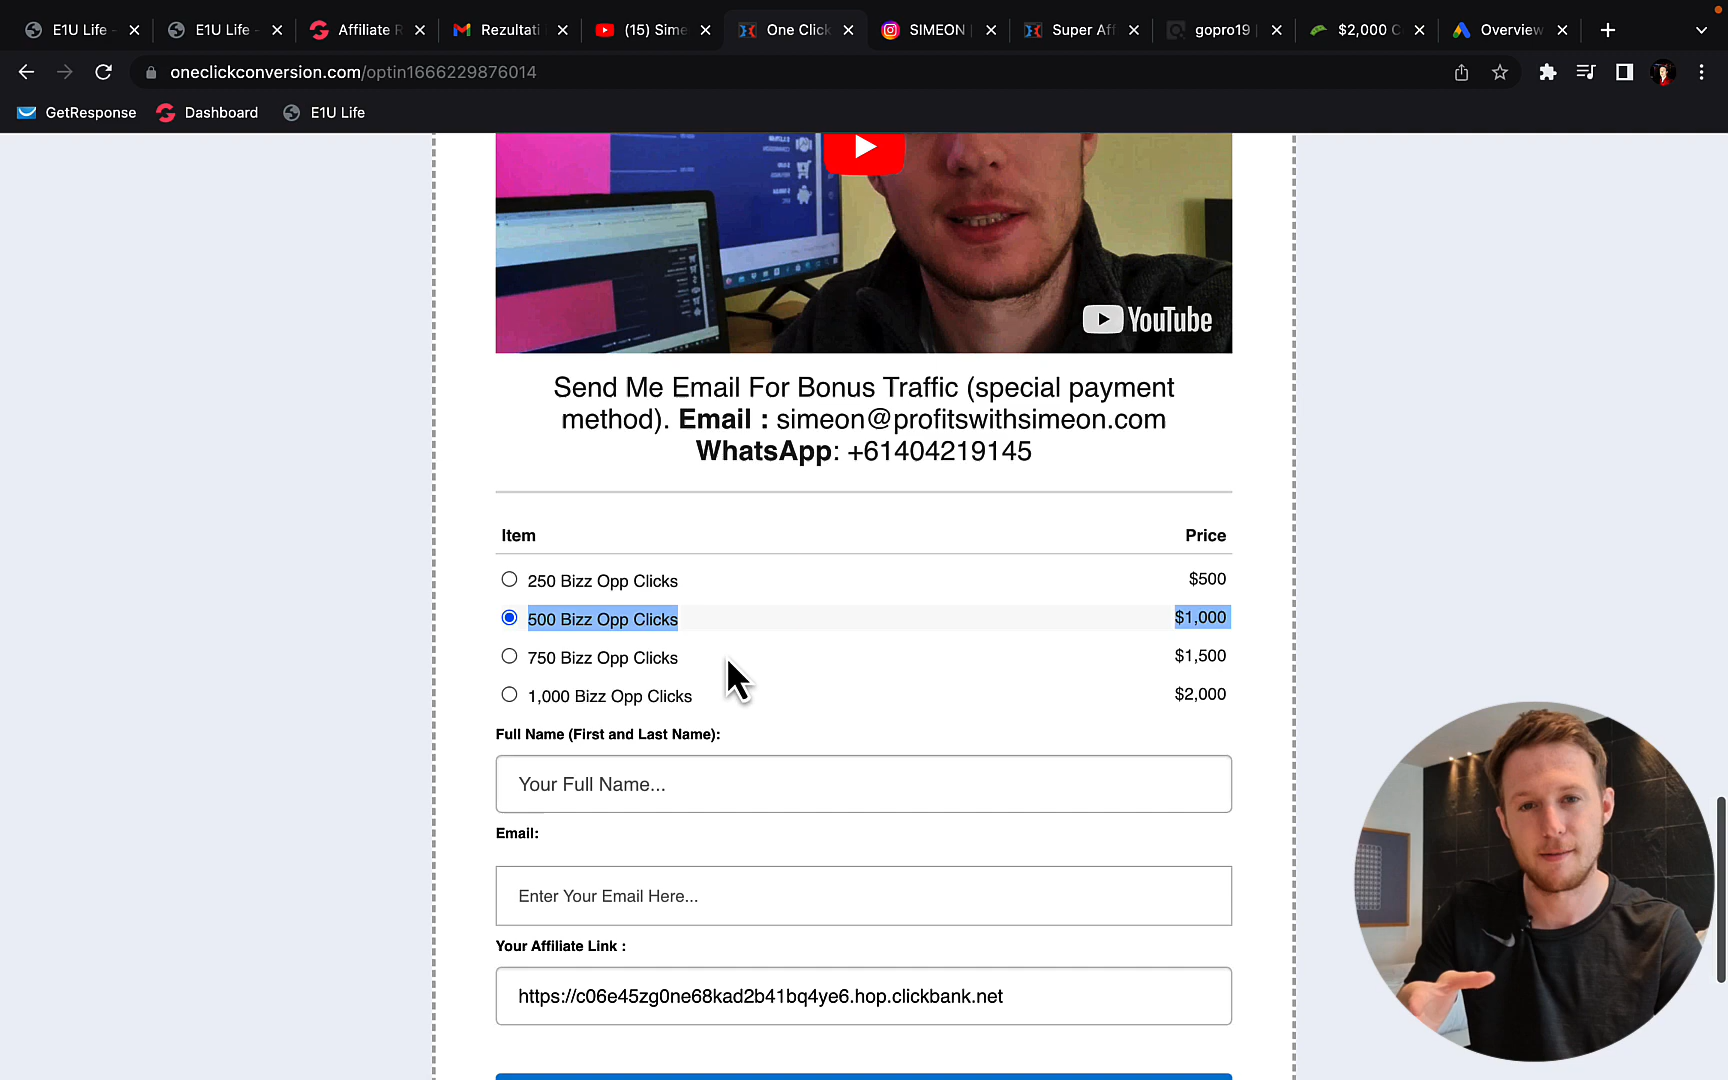 E1U Life -
E1U Life -
Affiliate R
Rezultati
(15) Sime
One Click
SIMEON
Super Aff
gopro19
$2,000 C
Overview
oneclickconversion.com/optin1666229876014
GetResponse
Dashboard
E1U Life
YouTube
Send Me Email For Bonus Traffic (special payment
method). Email : simeon@profitswithsimeon.com
WhatsApp: +61404219145
Item Price
250 Bizz Opp Clicks $500
500 Bizz Opp Clicks $1,000
750 Bizz Opp Clicks $1,500
1,000 Bizz Opp Clicks $2,000
Full Name (First and Last Name):
Your Full Name...
Email:
Enter Your Email Here...
Your Affiliate Link :
https://c06e45zg0ne68kad2b41bq4ye6.hop.clickbank.net